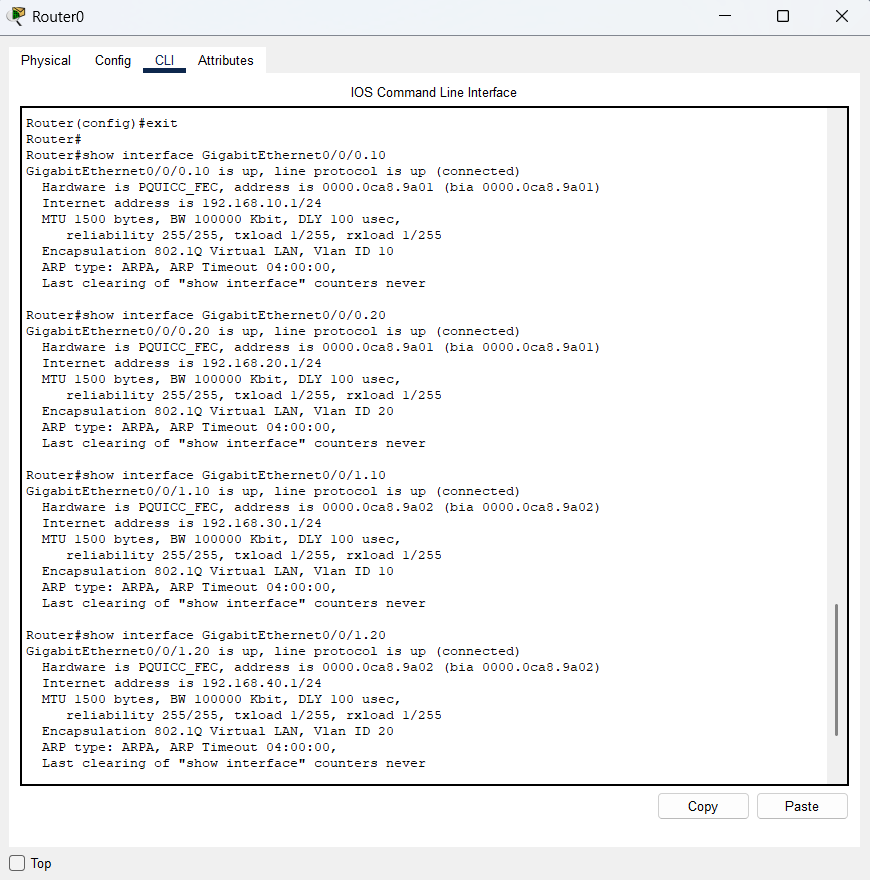 Router0
Physical Config CLI Attributes
IOS Command Line Interface
Router(config)#exit
Router#
Router#show interface GigabitEthernet0/0/0.10
GigabitEthernet0/0/0.10 is up, line protocol is up (connected)
Hardware is PQUICC_FEC, address is 0000.0ca8.9a01 (bia 0000.0ca8.9a01)
Internet address is 192.168.10.1/24
MTU 1500 bytes, BW 100000 Kbit, DLY 100 usec,
reliability 255/255, txload 1/255, rxload 1/255
Encapsulation 802.1Q Virtual LAN, Vlan ID 10
ARP type: ARPA, ARP Timeout 04:00:00,
Last clearing of "show interface" counters never
Router#show interface GigabitEthernet0/0/0.20
GigabitEthernet0/0/0.20 is up, line protocol is up (connected)
Hardware is PQUICC_FEC, address is 0000.0ca8.9a01 (bia 0000.0ca8.9a01)
Internet address is 192.168.20.1/24
MTU 1500 bytes, BW 100000 Kbit, DLY 100 usec,
reliability 255/255, txload 1/255, rxload 1/255
Encapsulation 802.1Q Virtual LAN, Vlan ID 20
ARP type: ARPA, ARP Timeout 04:00:00,
Last clearing of "show interface" counters never
Router#show interface GigabitEthernet0/0/1.10
GigabitEthernet0/0/1.10 is up, line protocol is up (connected)
Hardware is PQUICC_FEC, address is 0000.0ca8.9a02 (bia 0000.0ca8.9a02)
Internet address is 192.168.30.1/24
MTU 1500 bytes, BW 100000 Kbit, DLY 100 usec,
reliability 255/255, txload 1/255, rxload 1/255
Encapsulation 802.1Q Virtual LAN, Vlan ID 10
ARP type: ARPA, ARP Timeout 04:00:00,
Last clearing of "show interface" counters never
Router#show interface GigabitEthernet0/0/1.20
GigabitEthernet0/0/1.20 is up, line protocol is up (connected)
Hardware is PQUICC_FEC, address is 0000.0ca8.9a02 (bia 0000.0ca8.9a02)
Internet address is 192.168.40.1/24
MTU 1500 bytes, BW 100000 Kbit, DLY 100 usec,
reliability 255/255, txload 1/255, rxload 1/255
Encapsulation 802.1Q Virtual LAN, Vlan ID 20
ARP type: ARPA, ARP Timeout 04:00:00,
Last clearing of "show interface" counters never
Copy Paste
Top